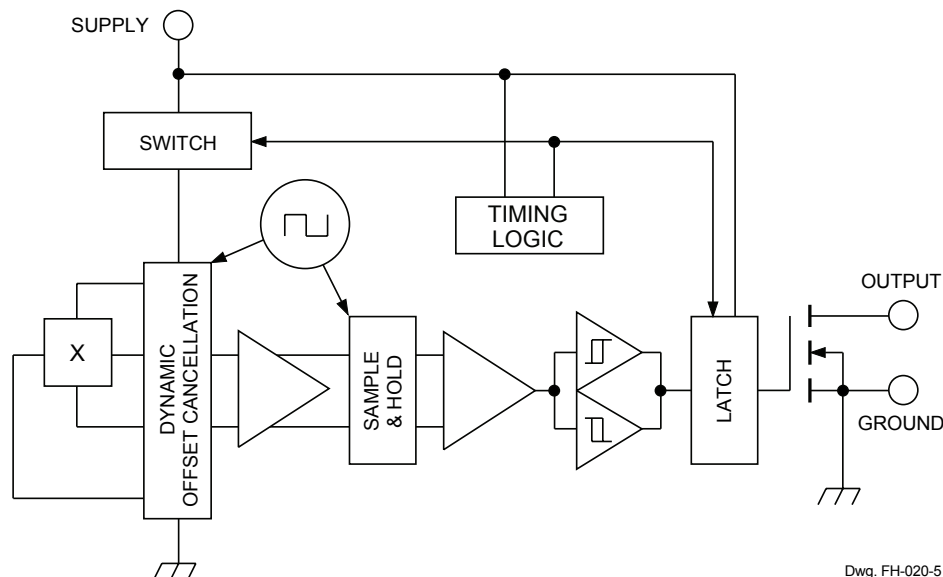 SUPPLY
SWITCH
TIMING
LOGIC
X
DYNAMIC
OFFSET CANCELLATION
SAMPLE
& HOLD
LATCH
OUTPUT
GROUND
Dwg. FH-020-5